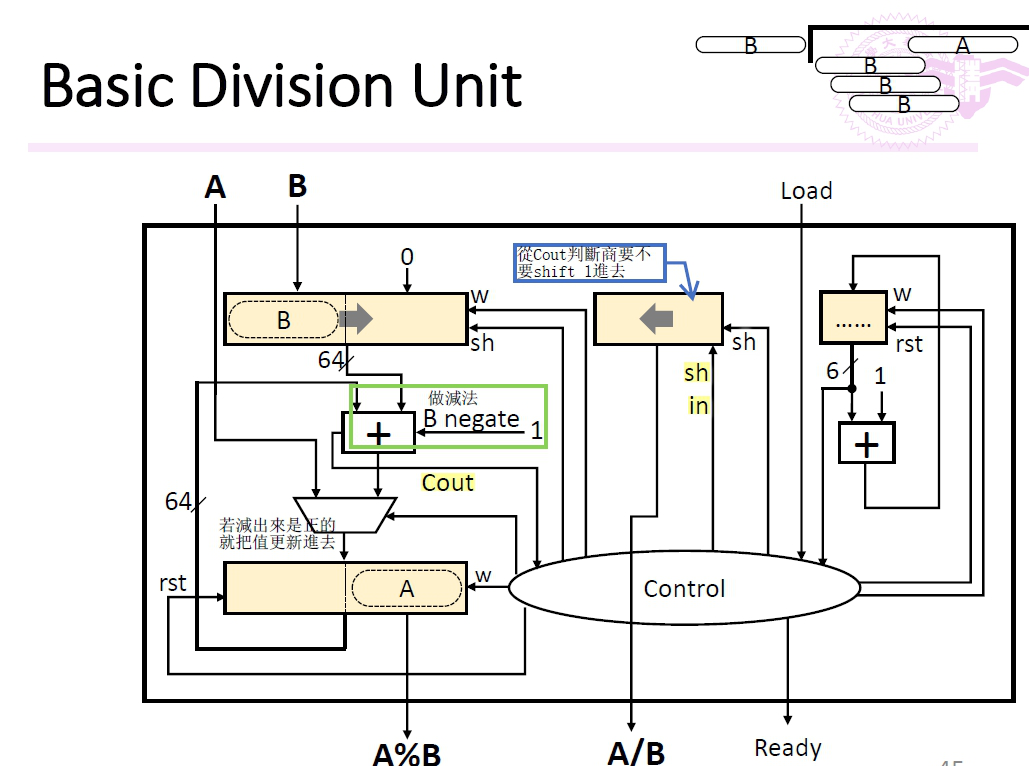 B
A
B
B
B
Basic Division Unit
A
B
Load
0
從Cout判斷商要不
要shift 1進去
w
w
B
……
sh
sh
rst
64
sh
6
1
做減法
in
B negate
1
+
+
Cout
64
若減出來是正的
就把值更新進去
rst
A
w
Control
A%B
A/B
Ready